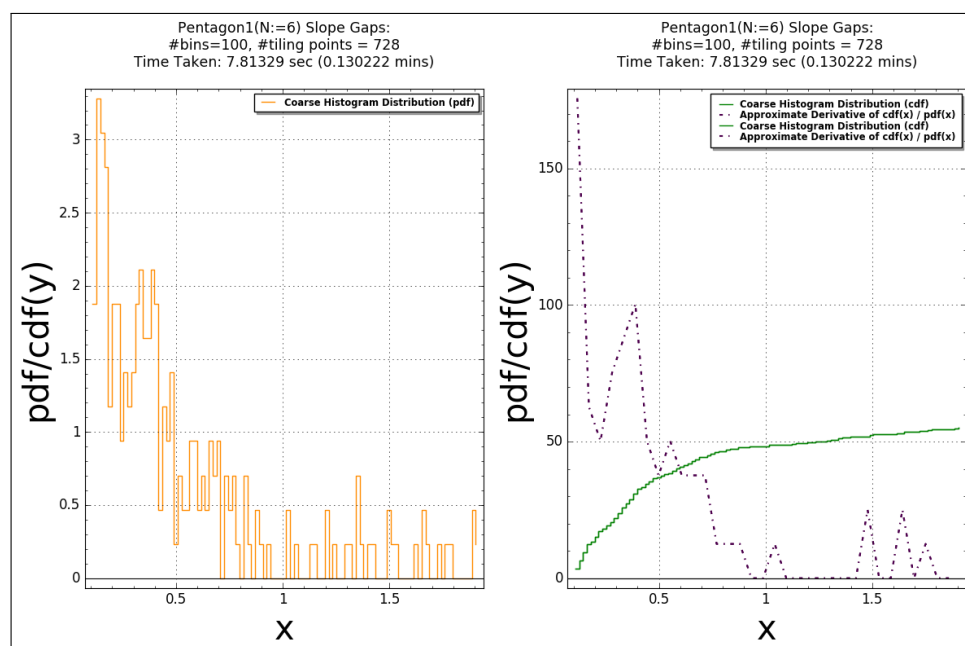 Pentagon1(N:=6) Slope Gaps:
#bins=100, #tiling points = 728
Time Taken: 7.81329 sec (0.130222 mins)
Coarse Histogram Distribution (pdf)
pdf/cdf(y)
3
2.5
2
1.5
1
0.5
0
0.5
1
1.5
x
Pentagon1(N:=6) Slope Gaps:
#bins=100, #tiling points = 728
Time Taken: 7.81329 sec (0.130222 mins)
Coarse Histogram Distribution (cdf)
Approximate Derivative of cdf(x) / pdf(x)
Coarse Histogram Distribution (cdf)
Approximate Derivative of cdf(x) / pdf(x)
pdf/cdf(y)
150
100
50
0
0.5
1
1.5
x